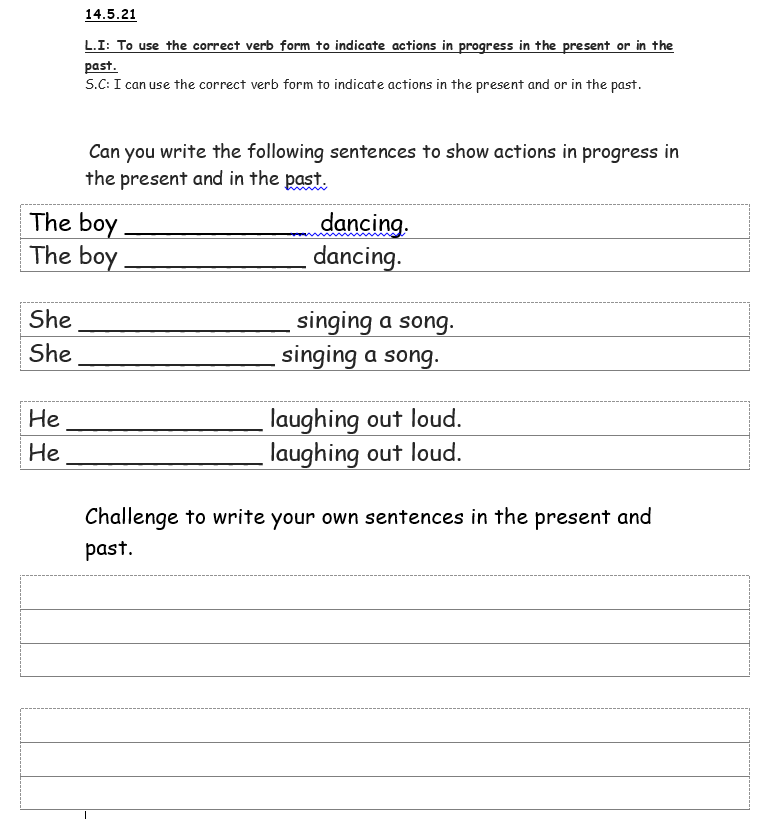 14.5.21
L.I: To use the correct verb form to indicate actions in progress in the present or in the
past.
S.C: I can use the correct verb form to indicate actions in the present and or in the past.
Can you write the following sentences to show actions in progress in
the present and in the past.
The boy _____________ dancing.
The boy _____________ dancing.
She _______________ singing a song.
She ______________ singing a song.
He ______________ laughing out loud.
He ______________ laughing out loud.
Challenge to write your own sentences in the present and
past.